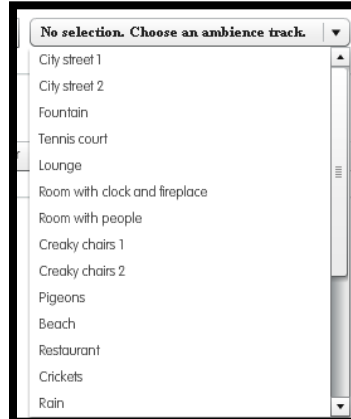 No selection. Choose an ambience track.
City street 1
City street 2
Fountain
Tennis court
Lounge
Room with clock and fireplace
Room with people
Creaky chairs 1
Creaky chairs 2
Pigeons
Beach
Restaurant
Crickets
Rain